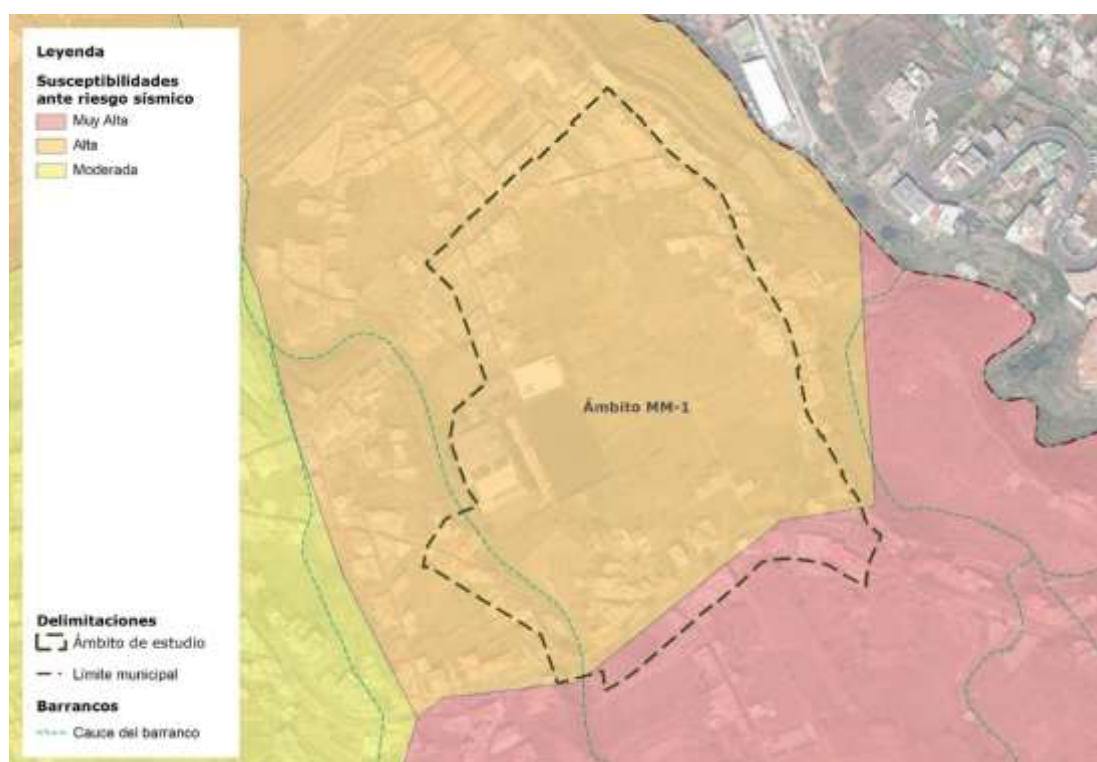 Leyenda
Susceptibilidades
ante riesgo sísmico
Muy Alta
Alta
Moderada
Ámbito MM-1
Delimitaciones
Ámbito de estudio
Límite municipal
Barrancos
Cauce del barranco